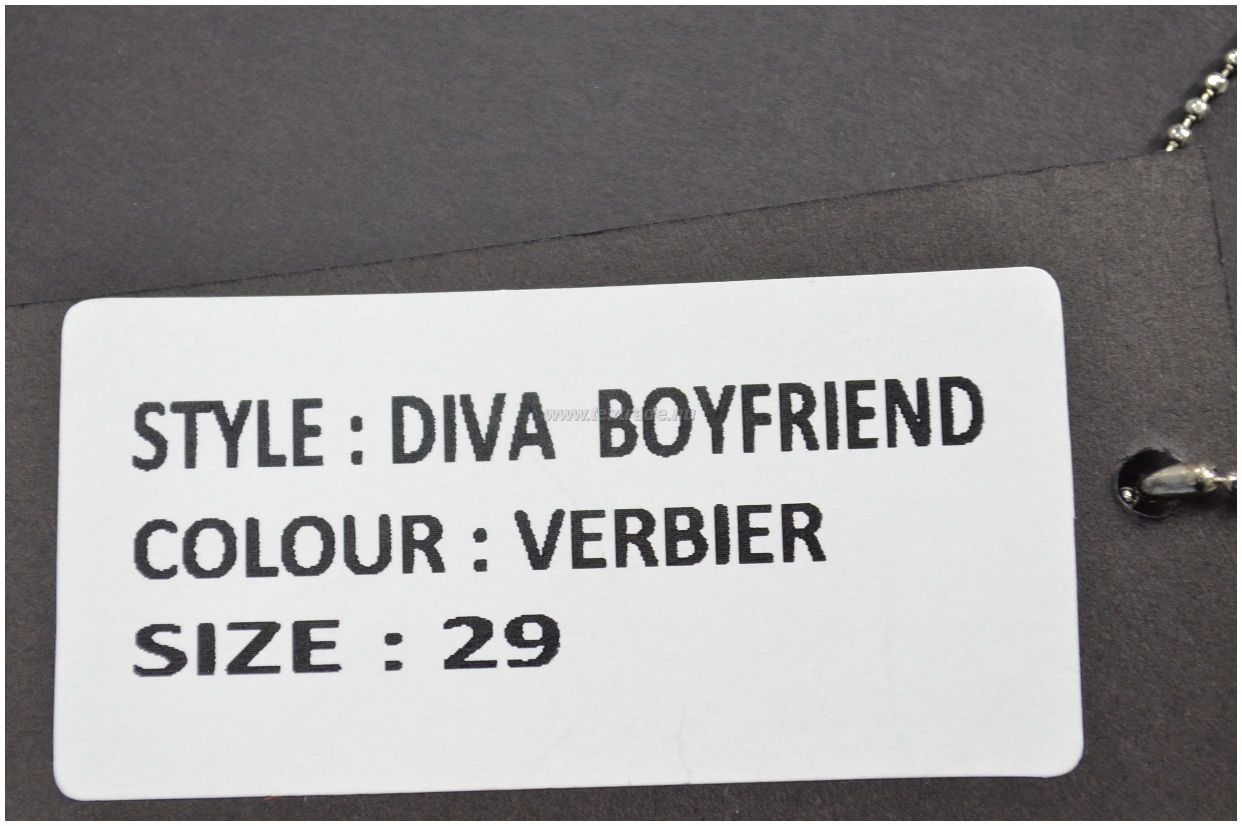 STYLE : DIVA BOYFRIEND
COLOUR : VERBIER
SIZE : 29